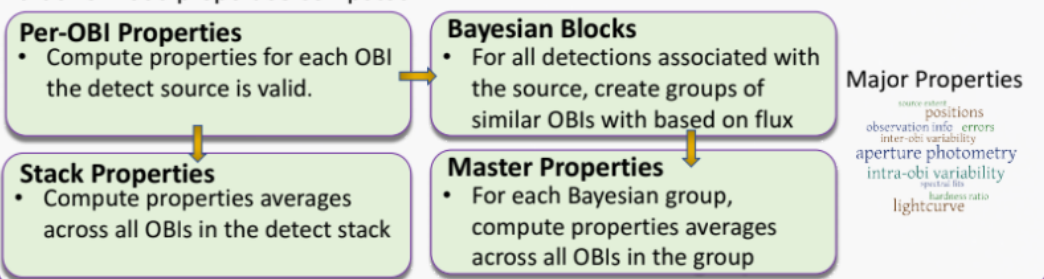 Per-OBI Properties
• Compute properties for each OBI
the detect source is valid.
Bayesian Blocks
• For all detections associated with
the source, create groups of
similar OBIs with based on flux
Stack Properties
• Compute properties averages
across all OBIs in the detect stack
Master Properties
• For each Bayesian group,
compute properties averages
across all OBIs in the group
Major Properties
source extent
positions
observation info errors
inter-obi variability
aperture photometry
intra-obi variability
spectral fits
hardness ratio
lightcurve